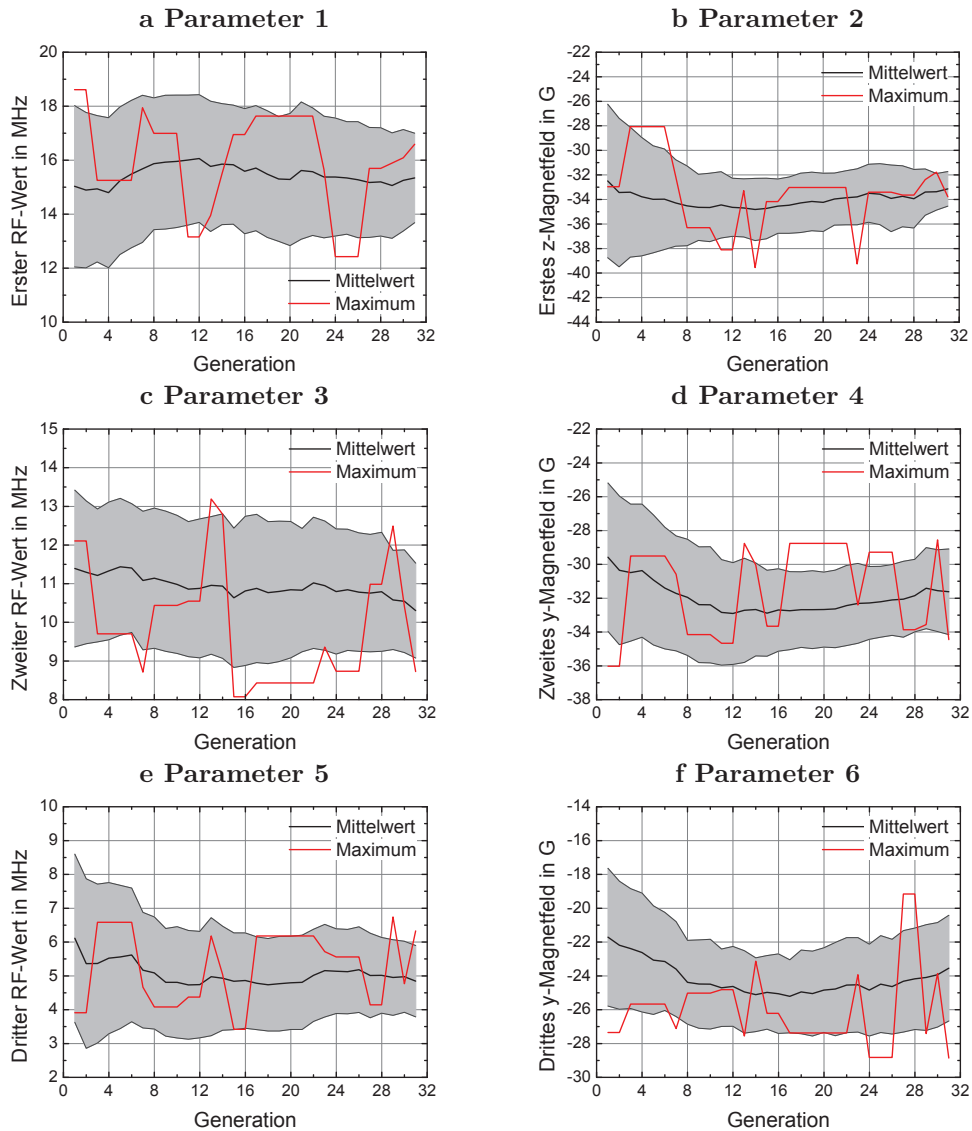 a Parameter 1
Erster RF-Wert in MHz
20
18
16
14
12
10
Mittelwert
Maximum
0 4 8 12 16 20 24 28 32
Generation
b Parameter 2
Erstes z-Magnetfeld in G
-22
-24
-26
-28
-30
-32
-34
-36
-38
-40
-42
-44
Mittelwert
Maximum
0 4 8 12 16 20 24 28 32
Generation
c Parameter 3
Zweiter RF-Wert in MHz
15
14
13
12
11
10
9
8
Mittelwert
Maximum
0 4 8 12 16 20 24 28 32
Generation
d Parameter 4
Zweites y-Magnetfeld in G
-22
-24
-26
-28
-30
-32
-34
-36
-38
Mittelwert
Maximum
0 4 8 12 16 20 24 28 32
Generation
e Parameter 5
Dritter RF-Wert in MHz
10
9
8
7
6
5
4
3
2
Mittelwert
Maximum
0 4 8 12 16 20 24 28 32
Generation
f Parameter 6
Drittes y-Magnetfeld in G
-14
-16
-18
-20
-22
-24
-26
-28
-30
Mittelwert
Maximum
0 4 8 12 16 20 24 28 32
Generation